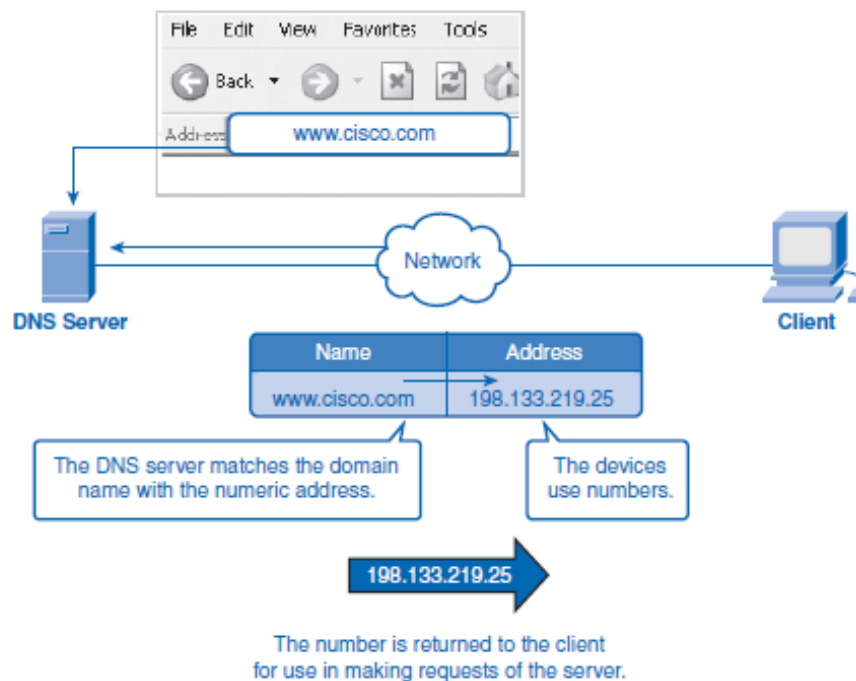 File Edit View Favorites Tools
Back
Address www.cisco.com
Network
DNS Server
Client
Name Address
www.cisco.com 198.133.219.25
The DNS server matches the domain
name with the numeric address.
The devices
use numbers.
198.133.219.25
The number is returned to the client
for use in making requests of the server.